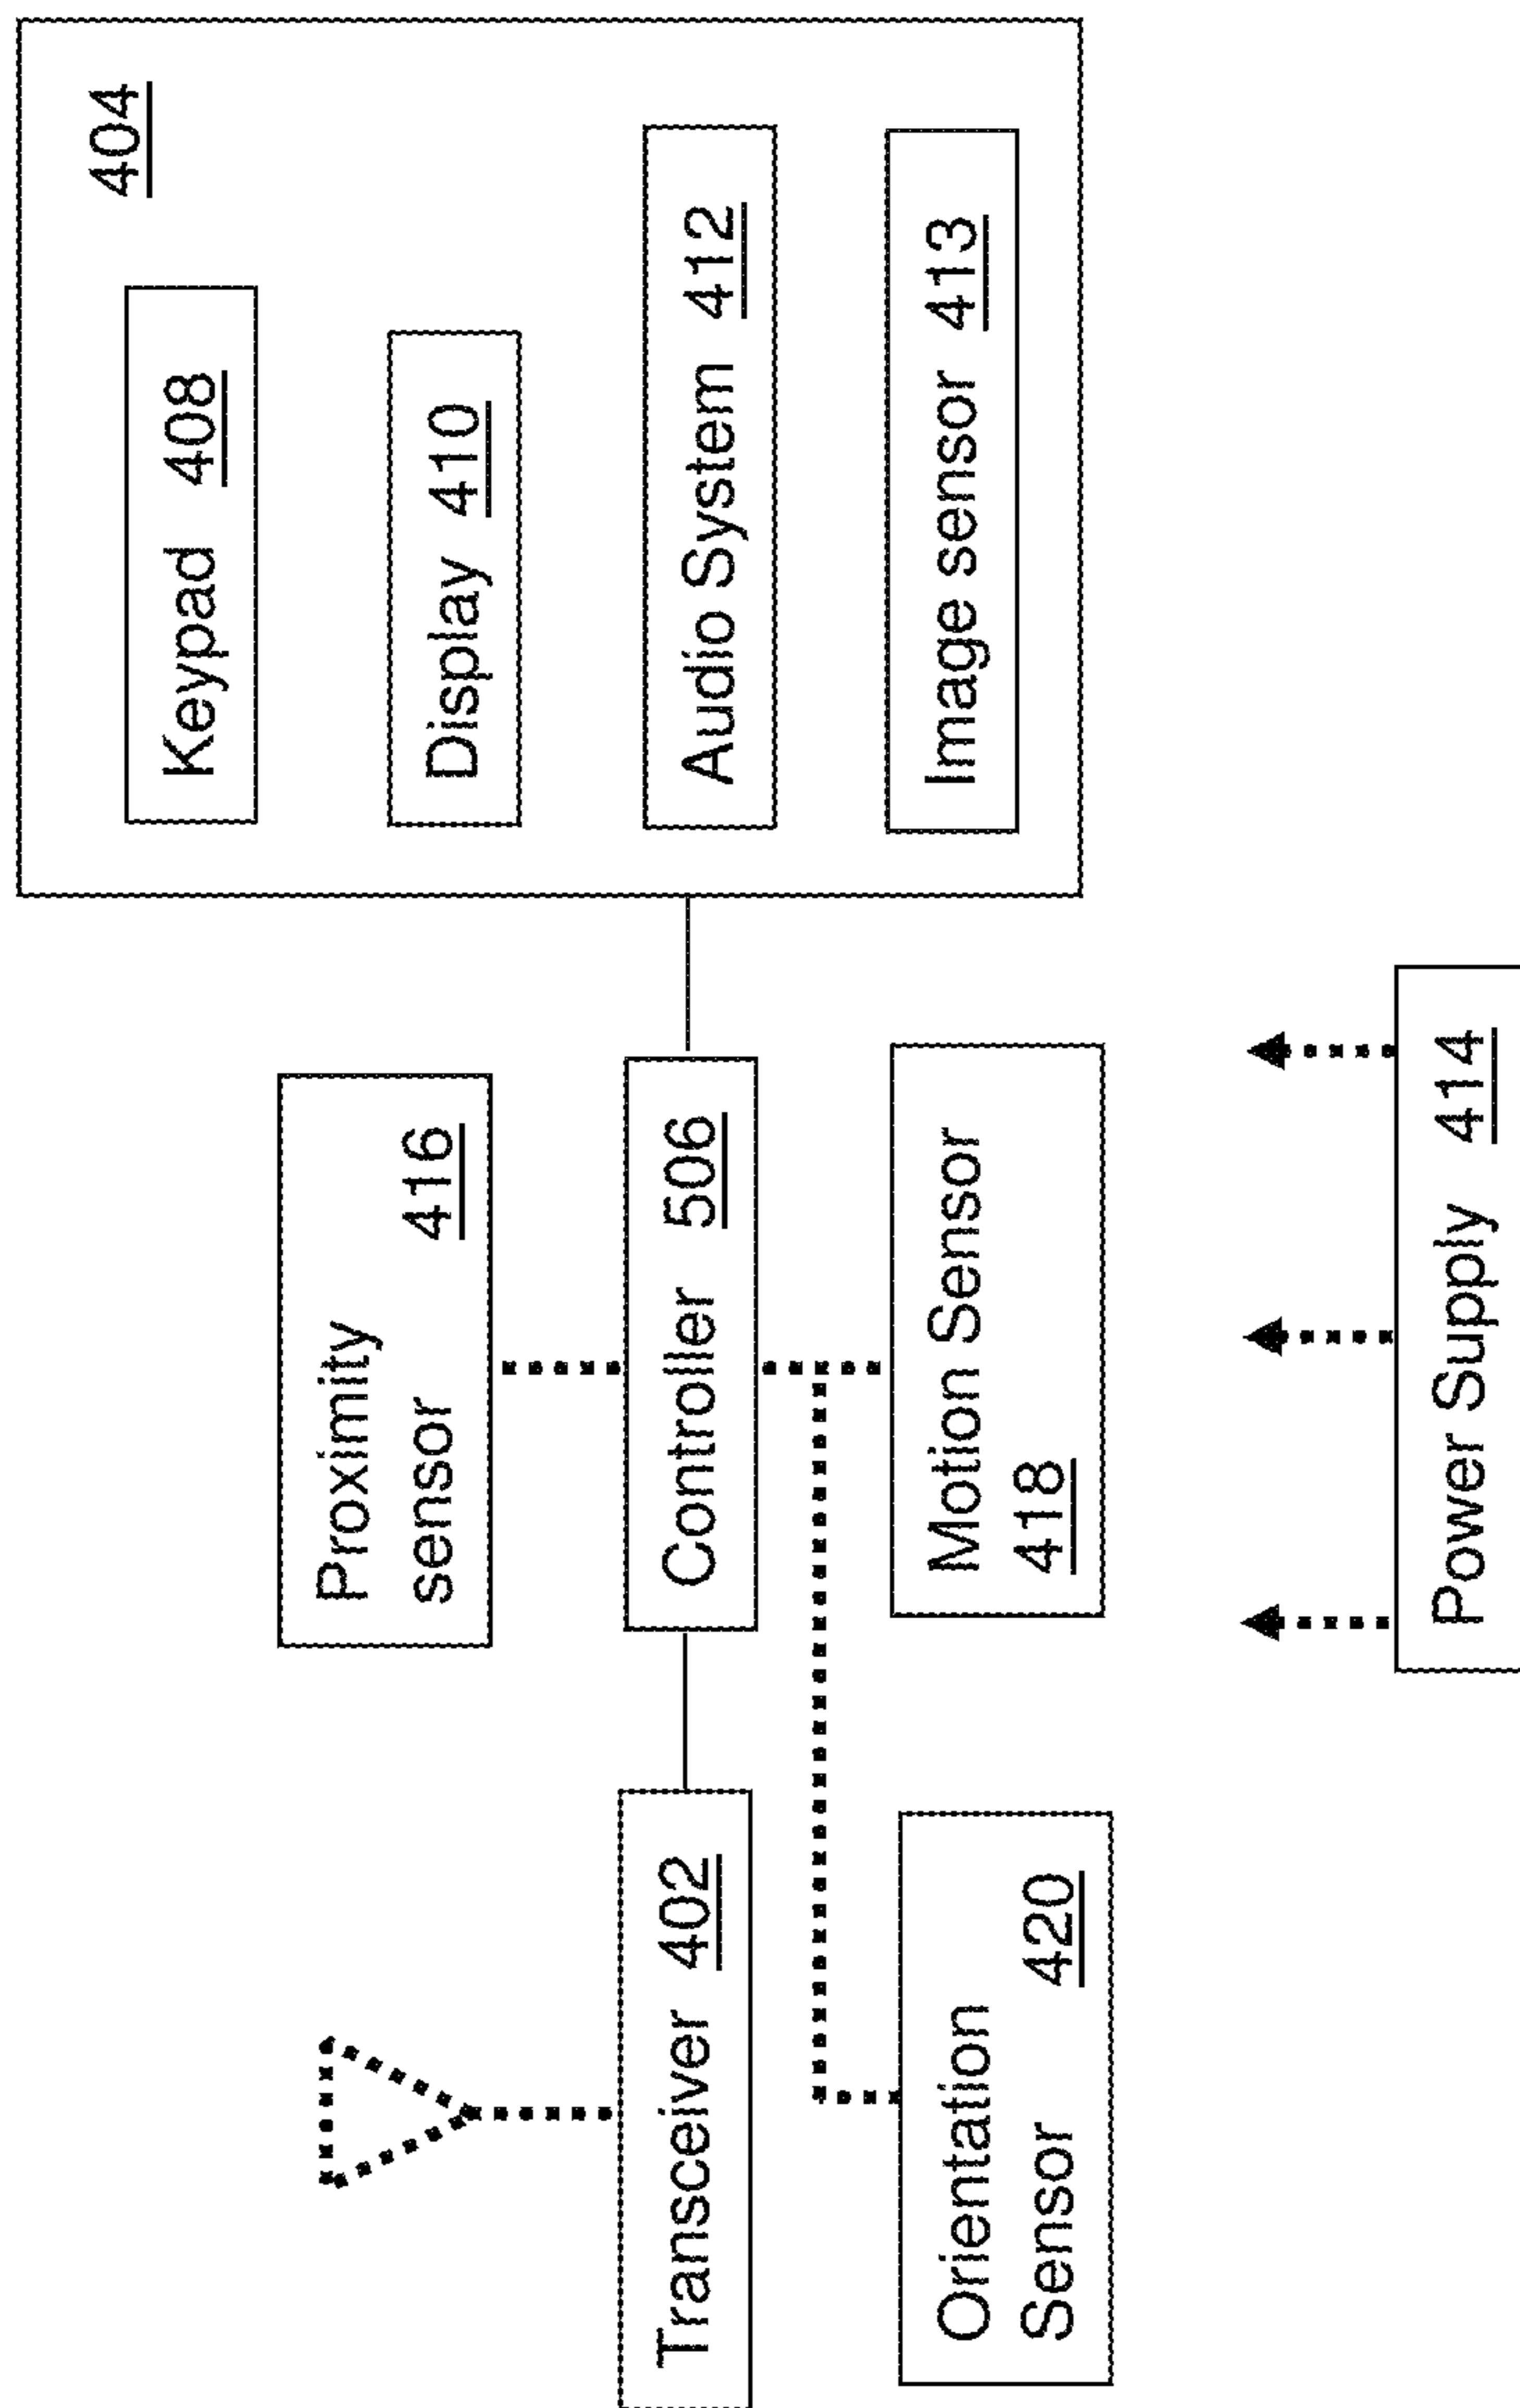 404
Keypad 408
Display 410
Audio System 412
Image sensor 413
Proximity
sensor 416
Controller 506
Motion Sensor
418
Transceiver 402
Orientation
Sensor 420
Power Supply 414